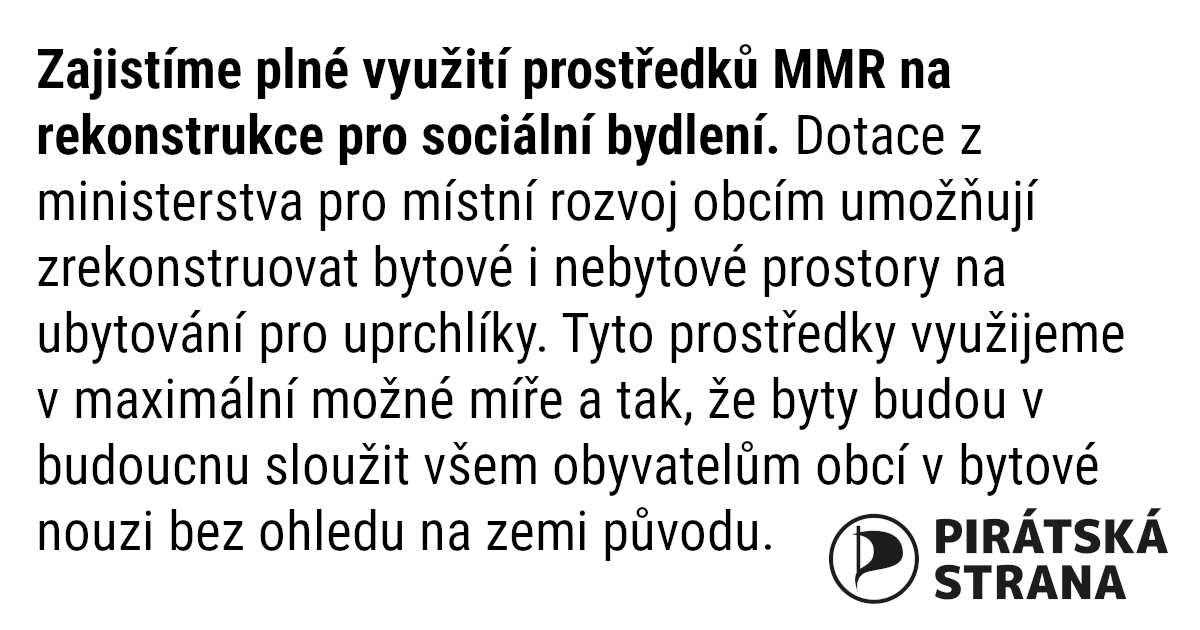 Zajistíme plné využití prostředků MMR na
rekonstrukce pro sociální bydlení. Dotace z
ministerstva pro místní rozvoj obcím umožňují
zrekonstruovat bytové i nebytové prostory na
ubytování pro uprchlíky. Tyto prostředky využijeme
v maximální možné míře a tak, že byty budou v
budoucnu sloužit všem obyvatelům obcí v bytové
nouzi bez ohledu na zemi původu.
PIRÁTSKÁ
STRANA